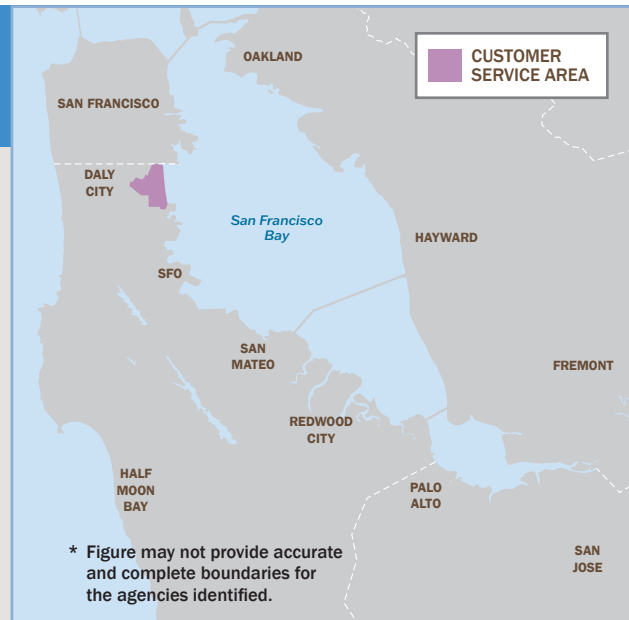 OAKLAND
CUSTOMER
SERVICE AREA
SAN FRANCISCO
DALY
CITY
San Francisco
Bay
HAYWARD
SFO
SAN
MATEO
FREMONT
REDWOOD
CITY
HALF
MOON
BAY
PALO
ALTO
SAN
JOSE
* Figure may not provide accurate
and complete boundaries for
the agencies identified.